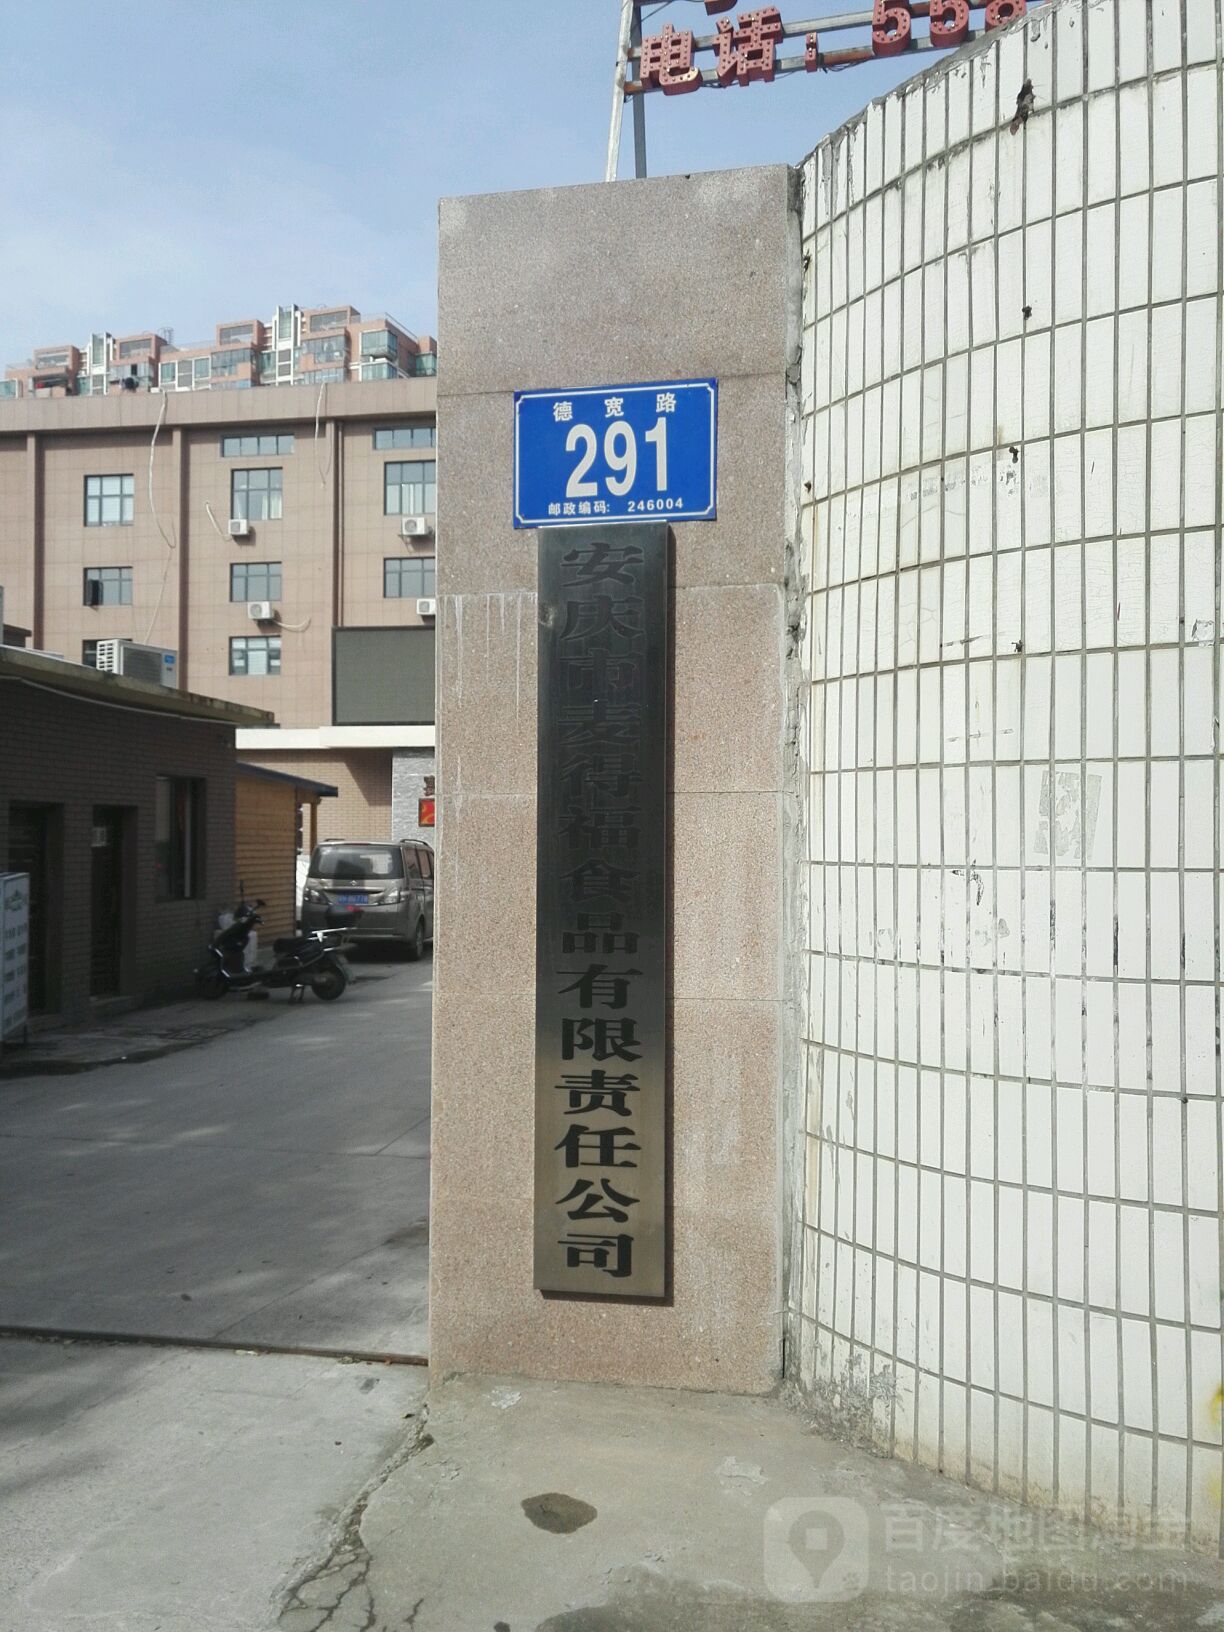 电话:558
德宽路
291
邮政编码: 246004
安庆市麦得福食品有限责任公司
百度地图淘金
taojin.baidu.com